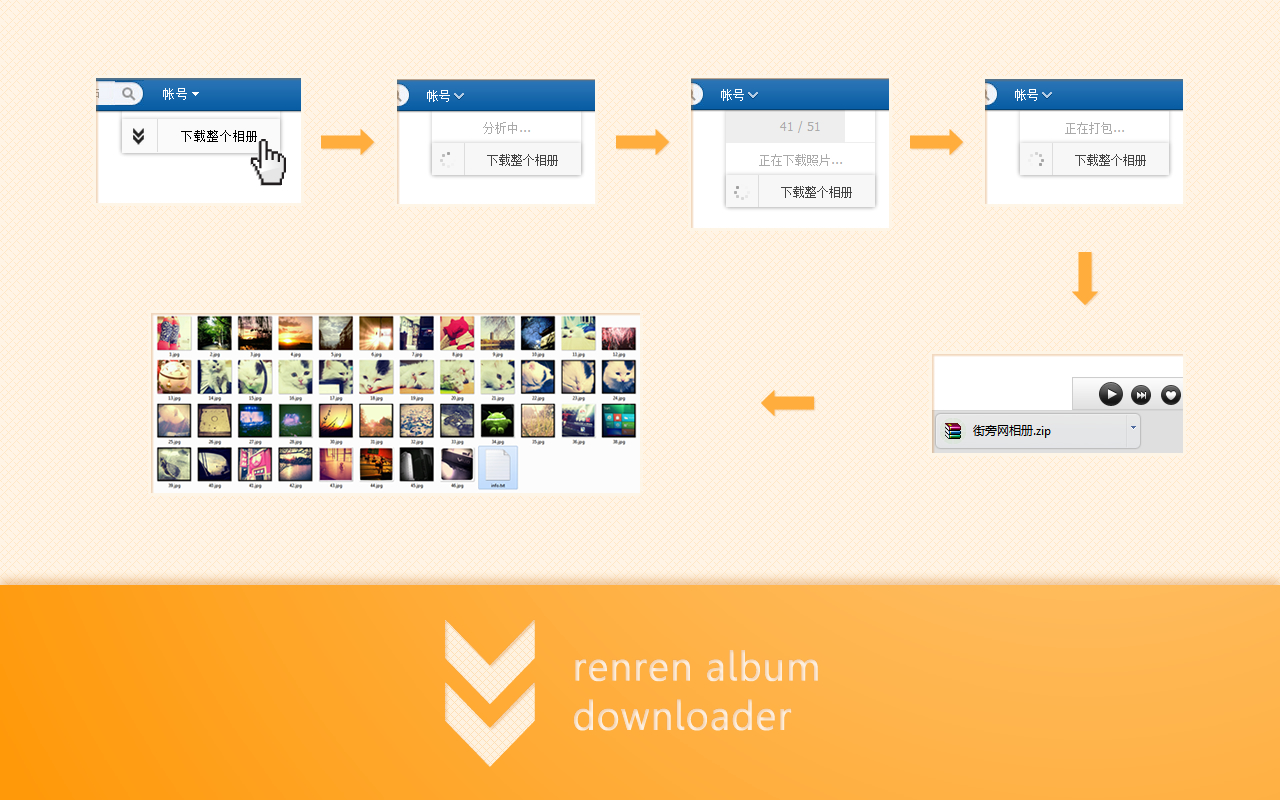 帐号
下载整个相册
帐号
分析中...
下载整个相册
帐号
41 / 51
正在下载照片...
下载整个相册
帐号
正在打包...
下载整个相册
1.jpg 2.jpg 3.jpg 4.jpg 5.jpg 6.jpg 7.jpg 8.jpg 9.jpg 10.jpg 11.jpg 12.jpg
13.jpg 14.jpg 15.jpg 16.jpg 17.jpg 18.jpg 19.jpg 20.jpg 21.jpg 22.jpg 23.jpg 24.jpg
25.jpg 26.jpg 27.jpg 28.jpg 30.jpg 31.jpg 32.jpg 33.jpg 34.jpg 35.jpg 36.jpg 38.jpg
39.jpg 40.jpg 41.jpg 42.jpg 43.jpg 44.jpg 45.jpg 46.jpg info.txt
街旁网相册.zip
renren album
downloader